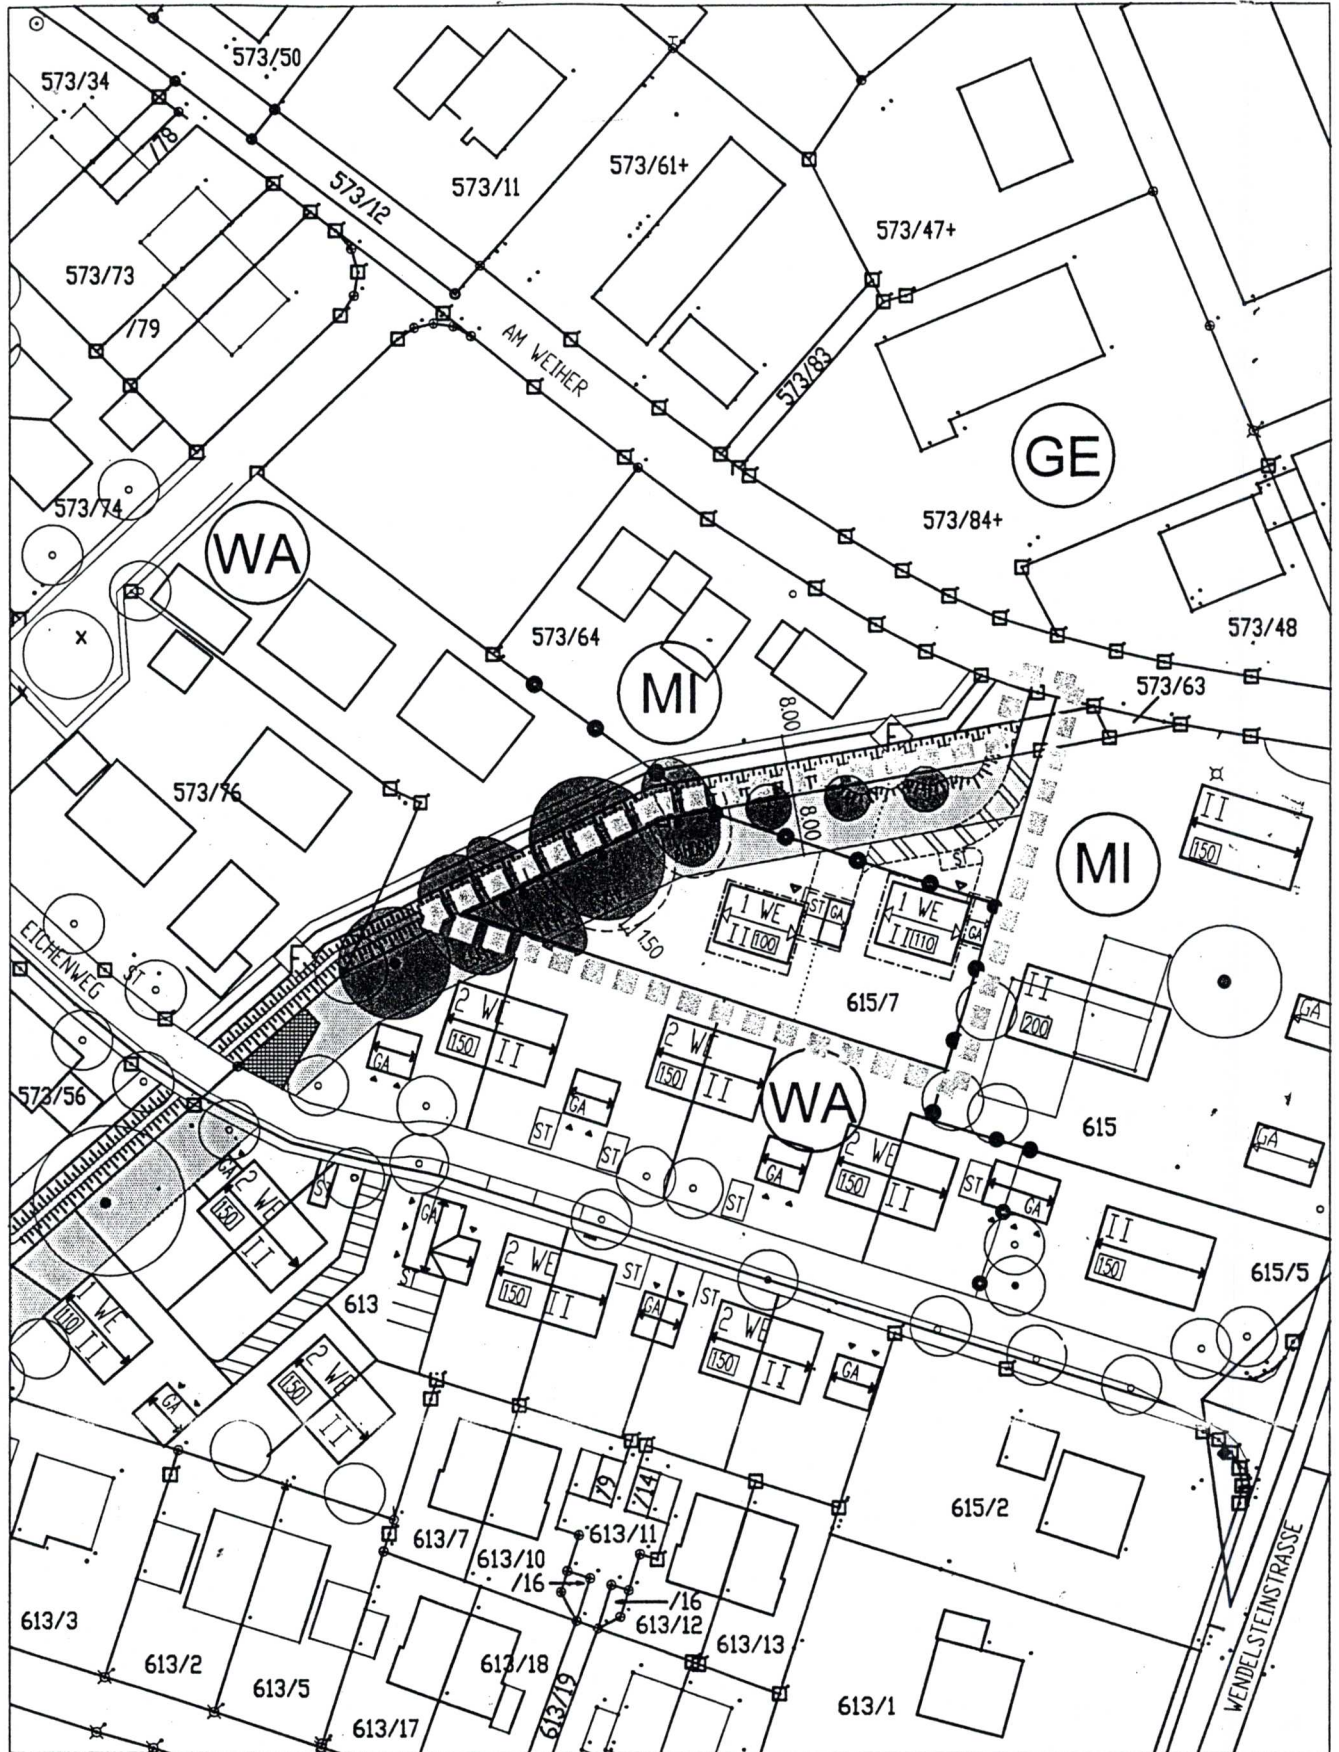 573/50
573/34
/78
573/12
573/11
573/61+
573/47+
573/73
/79
AM WEIHER
573/83
GE
573/74
573/84+
WA
573/64
573/48
MI
573/63
8.00
F
573/76
8.00
MI
II
150
ST
1 WE
II 100
ST
GA
1 WE
II 110
GA
11.50
EICHENWEG
ST
F
615/7
II
200
GA
2 WE
150 II
GA
2 WE
150 II
WA
573/56
GA
ST
ST
615
GA
2 WE
150 II
GA
ST
ST
GA
GA
2 WE
150
II
ST
GA
ST
II
150
615/5
2 WE
150 II
ST
GA
ST
613
2 WE
150 II
GA
1 WE
110
II
2 WE
150
II
GA
/9
/14
613/7
613/10
613/11
615/2
/16
/16
613/12
613/13
613/3
613/2
613/5
613/18
613/19
613/17
613/1
WENDELSTEINSTRASSE